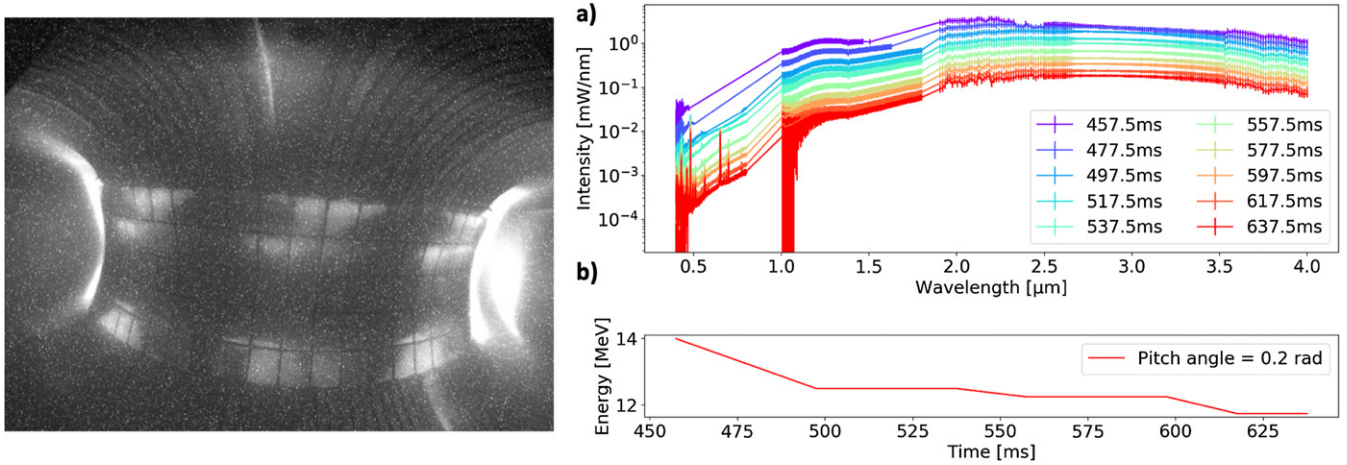 a)
Intensity [mW/nm]
10⁰
10⁻¹
10⁻²
10⁻³
10⁻⁴
457.5ms 557.5ms
477.5ms 577.5ms
497.5ms 597.5ms
517.5ms 617.5ms
537.5ms 637.5ms
0.5 1.0 1.5 2.0 2.5 3.0 3.5 4.0
Wavelength [μm]
b)
Energy [MeV]
14
12
Pitch angle = 0.2 rad
450 475 500 525 550 575 600 625
Time [ms]